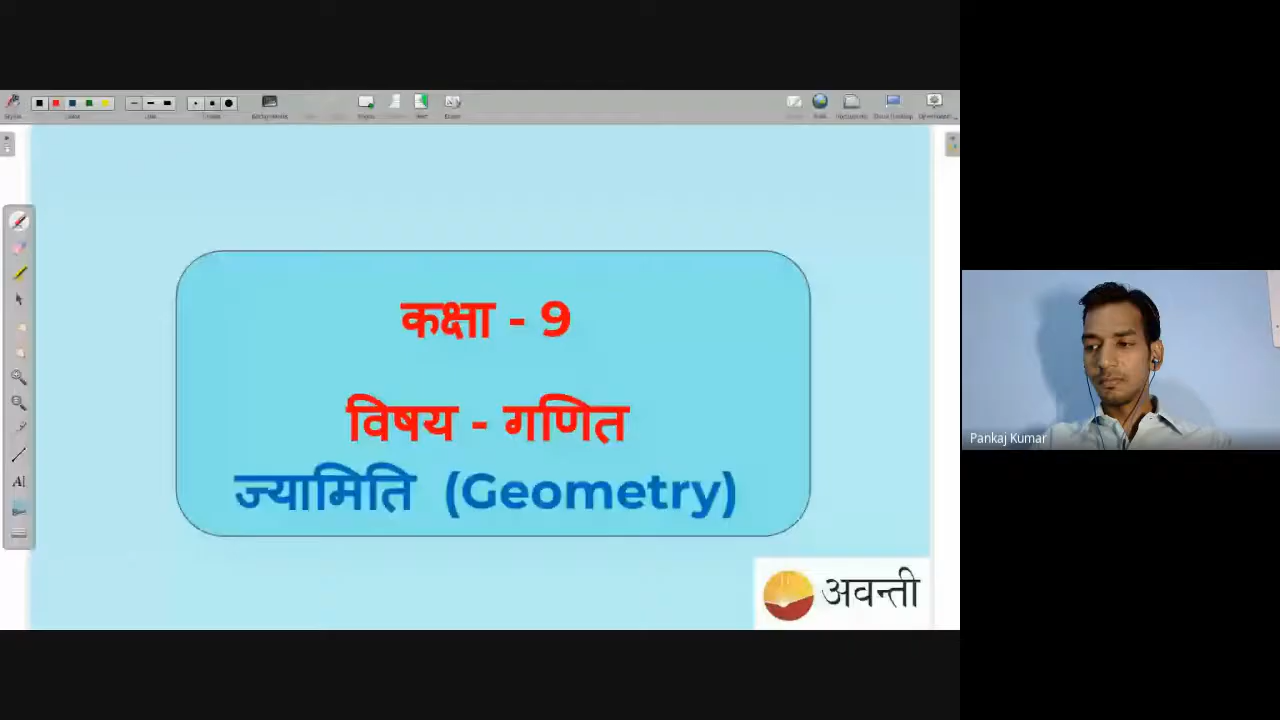 कक्षा - 9
विषय - गणित
ज्यामिति (Geometry)
अवन्ती
Pankaj Kumar